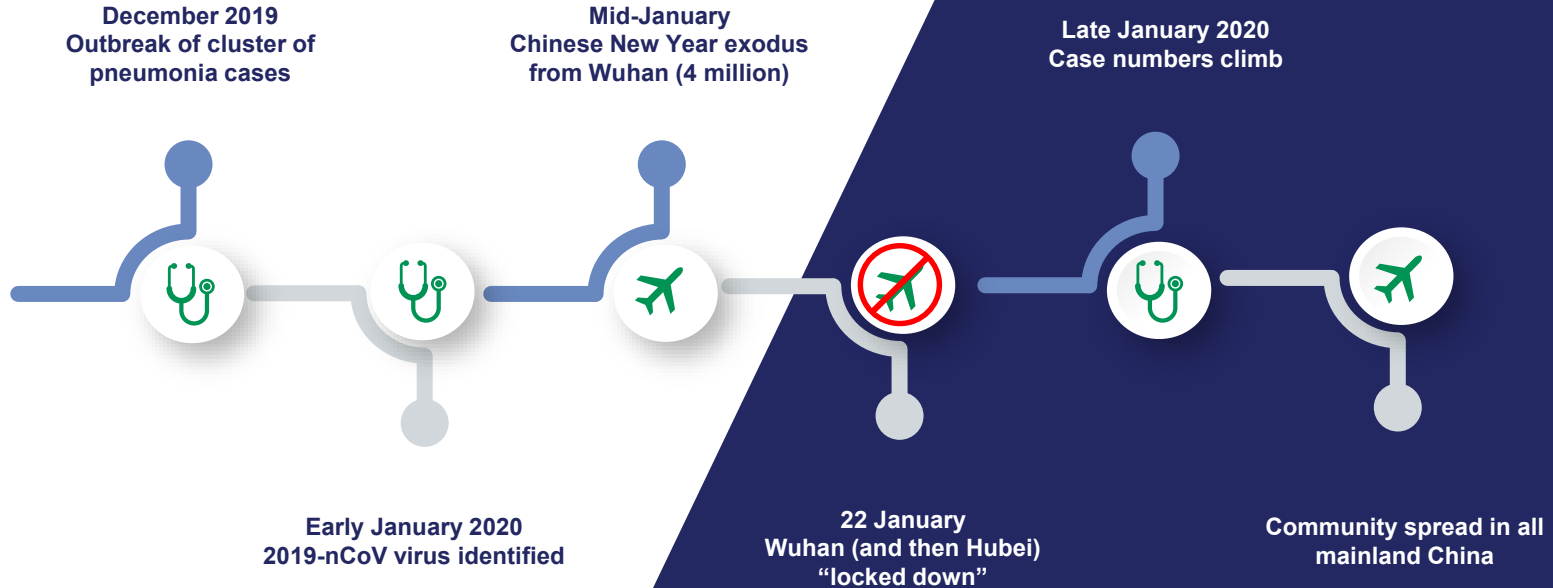 December 2019
Outbreak of cluster of
pneumonia cases
Early January 2020
2019-nCoV virus identified
Mid-January
Chinese New Year exodus
from Wuhan (4 million)
22 January
Wuhan (and then Hubei)
“locked down”
Late January 2020
Case numbers climb
Community spread in all
mainland China